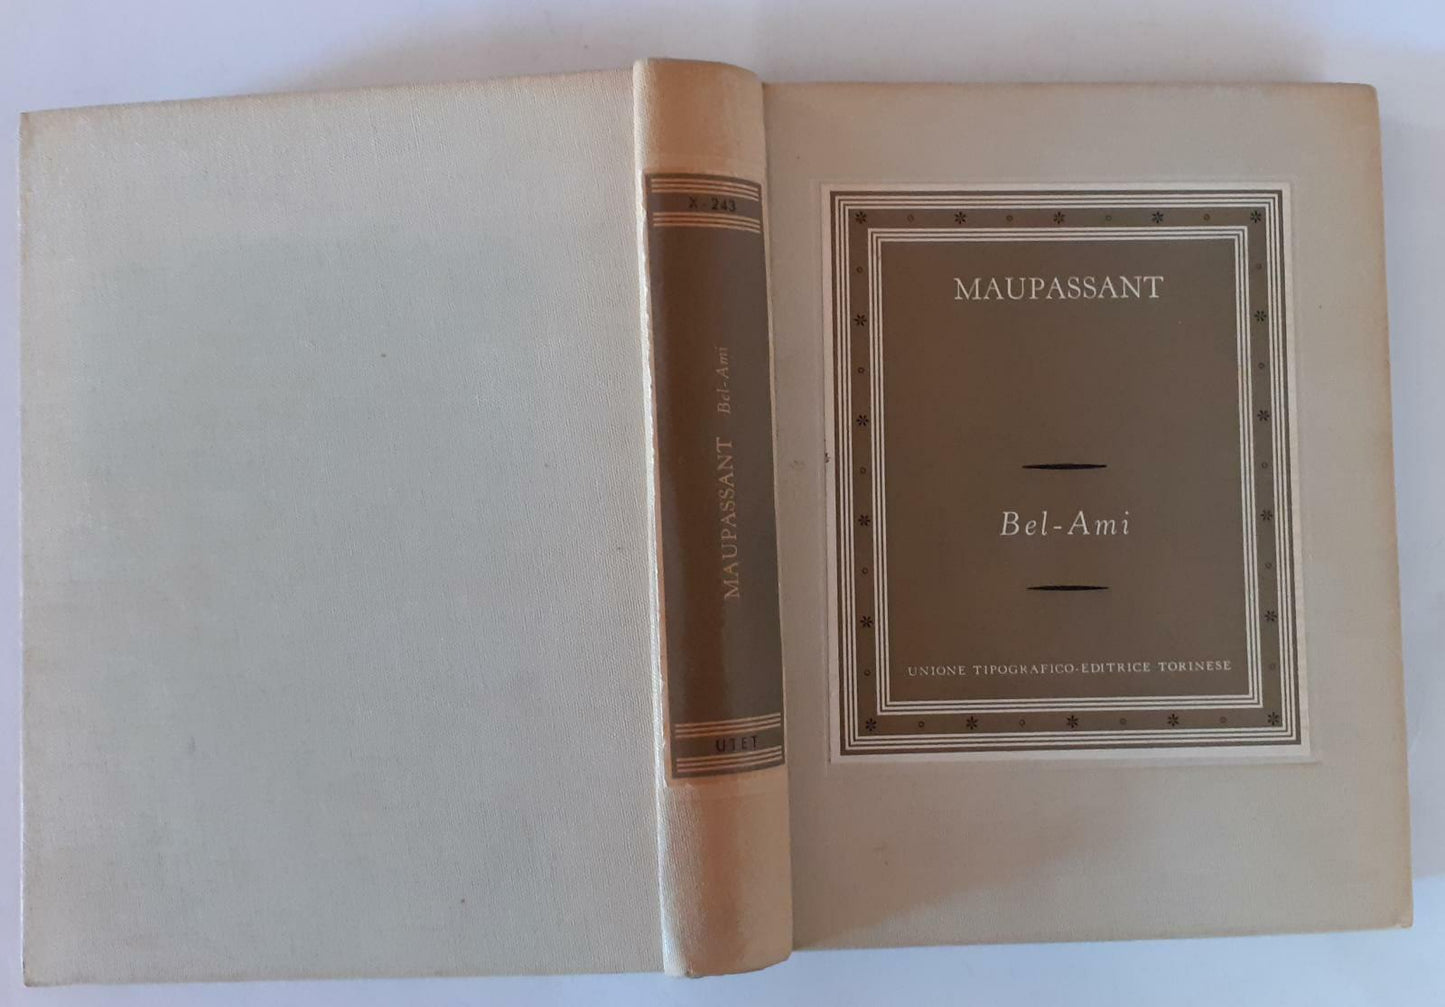 X - 243
MAUPASSANT Bel-Ami
UTET
MAUPASSANT
Bel-Ami
UNIONE TIPOGRAFICO-EDITRICE TORINESE